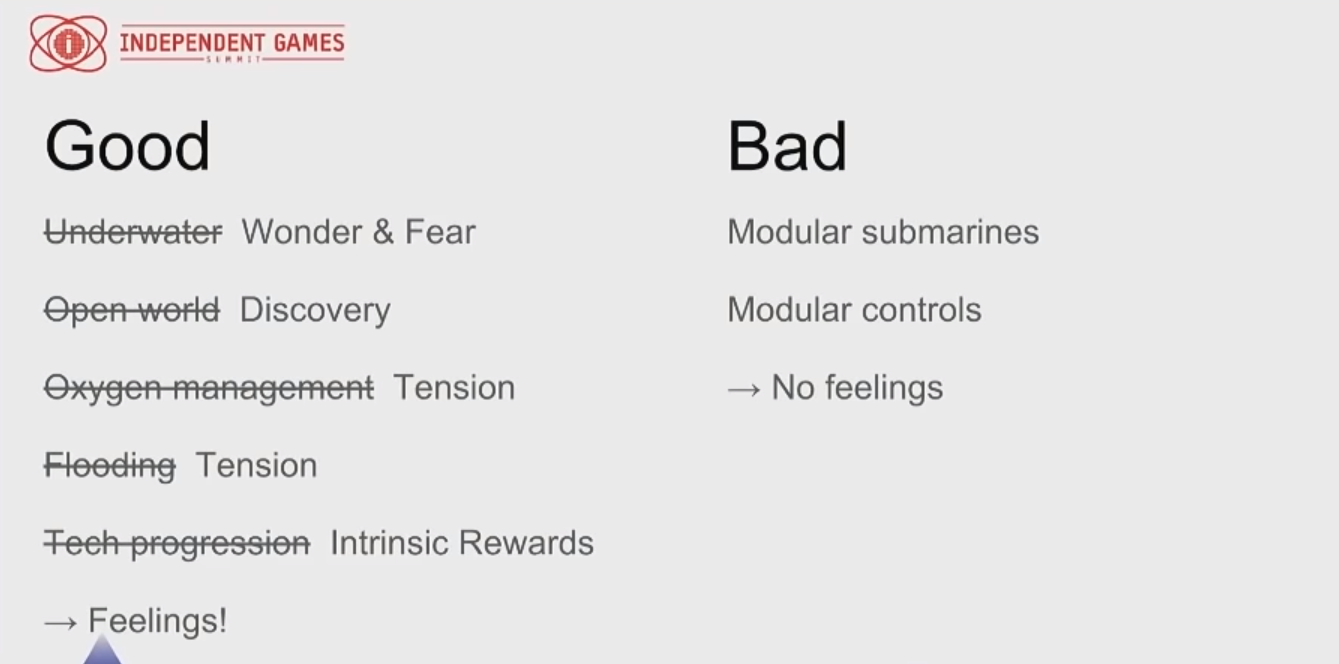 INDEPENDENT GAMES
SUMMIT
Good
Underwater Wonder & Fear
Open world Discovery
Oxygen management Tension
Flooding Tension
Tech progression Intrinsic Rewards
→ Feelings!
Bad
Modular submarines
Modular controls
→ No feelings